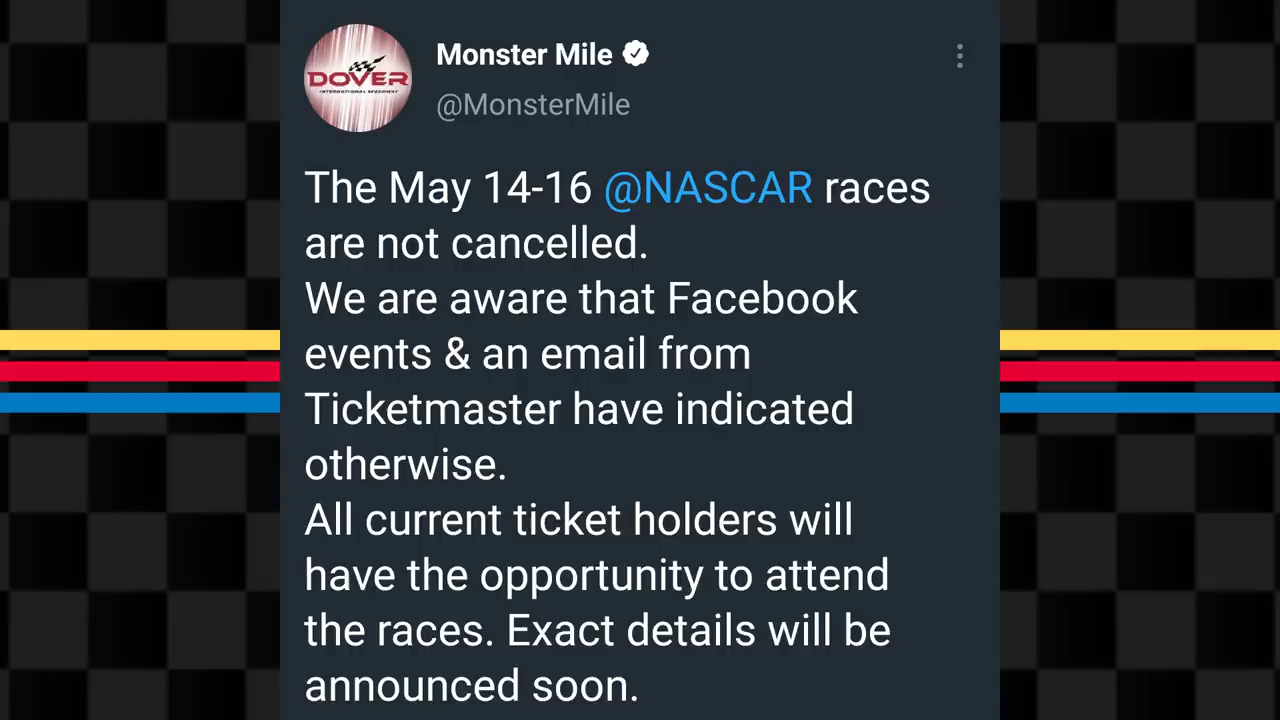 DOVER
INTERNATIONAL SPEEDWAY
Monster Mile
@MonsterMile
The May 14-16 @NASCAR races
are not cancelled.
We are aware that Facebook
events & an email from
Ticketmaster have indicated
otherwise.
All current ticket holders will
have the opportunity to attend
the races. Exact details will be
announced soon.